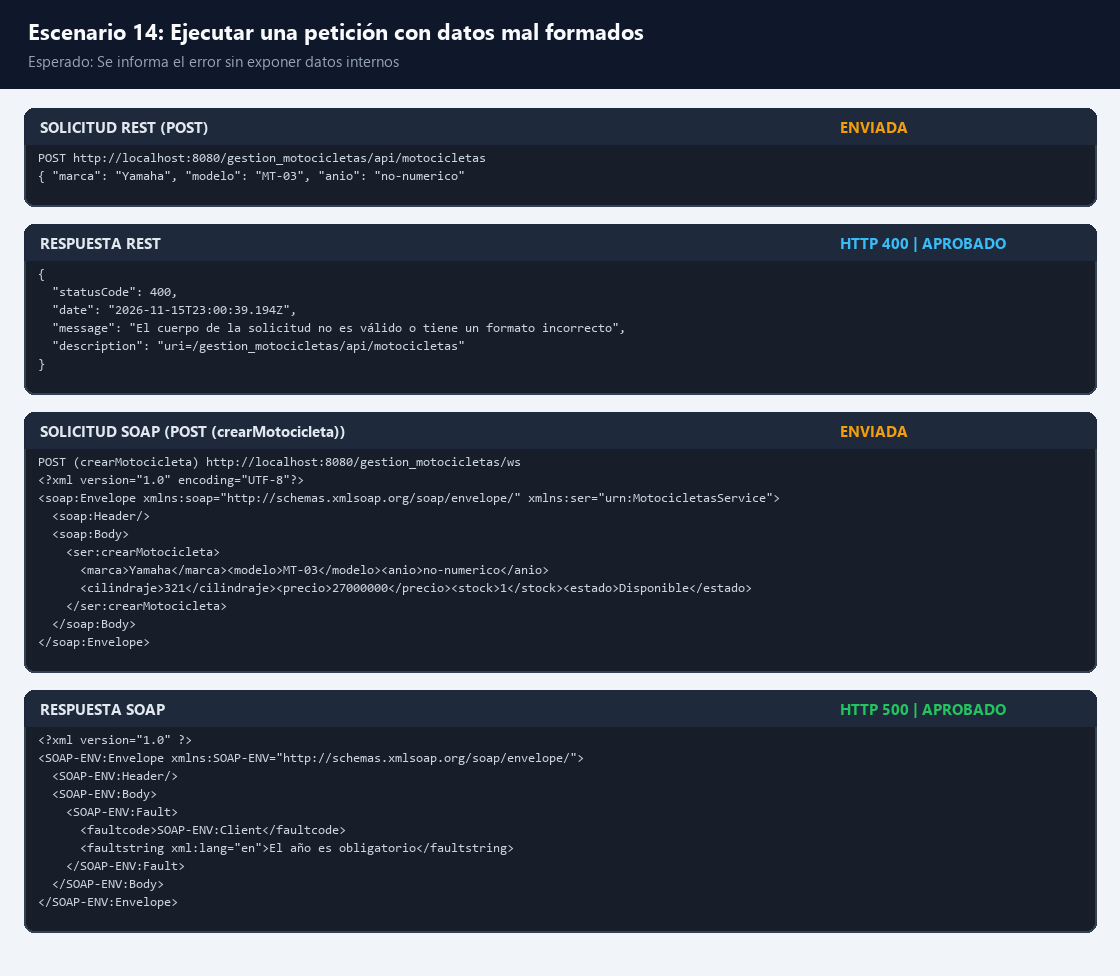 Escenario 14: Ejecutar una petición con datos mal formados
Esperado: Se informa el error sin exponer datos internos
SOLICITUD REST (POST)
ENVIADA
POST http://localhost:8080/gestion_motocicletas/api/motocicletas
{ "marca": "Yamaha", "modelo": "MT-03", "anio": "no-numerico"
RESPUESTA REST
HTTP 400 | APROBADO
{
  "statusCode": 400,
  "date": "2026-11-15T23:00:39.194Z",
  "message": "El cuerpo de la solicitud no es válido o tiene un formato incorrecto",
  "description": "uri=/gestion_motocicletas/api/motocicletas"
}
SOLICITUD SOAP (POST (crearMotocicleta))
ENVIADA
POST (crearMotocicleta) http://localhost:8080/gestion_motocicletas/ws
<?xml version="1.0" encoding="UTF-8"?>
<soap:Envelope xmlns:soap="http://schemas.xmlsoap.org/soap/envelope/" xmlns:ser="urn:MotocicletasService">
  <soap:Header/>
  <soap:Body>
    <ser:crearMotocicleta>
      <marca>Yamaha</marca><modelo>MT-03</modelo><anio>no-numerico</anio>
      <cilindraje>321</cilindraje><precio>27000000</precio><stock>1</stock><estado>Disponible</estado>
    </ser:crearMotocicleta>
  </soap:Body>
</soap:Envelope>
RESPUESTA SOAP
HTTP 500 | APROBADO
<?xml version="1.0" ?>
<SOAP-ENV:Envelope xmlns:SOAP-ENV="http://schemas.xmlsoap.org/soap/envelope/">
  <SOAP-ENV:Header/>
  <SOAP-ENV:Body>
    <SOAP-ENV:Fault>
      <faultcode>SOAP-ENV:Client</faultcode>
      <faultstring xml:lang="en">El año es obligatorio</faultstring>
    </SOAP-ENV:Fault>
  </SOAP-ENV:Body>
</SOAP-ENV:Envelope>